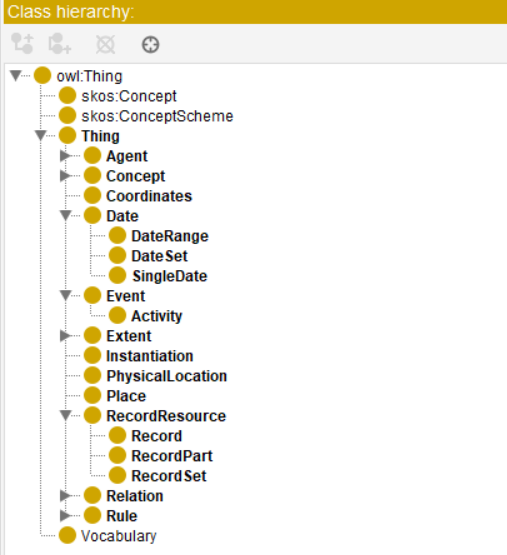 Class hierarchy:
owl:Thing
skos:Concept
skos:ConceptScheme
Thing
Agent
Concept
Coordinates
Date
DateRange
DateSet
SingleDate
Event
Activity
Extent
Instantiation
PhysicalLocation
Place
RecordResource
Record
RecordPart
RecordSet
Relation
Rule
Vocabulary